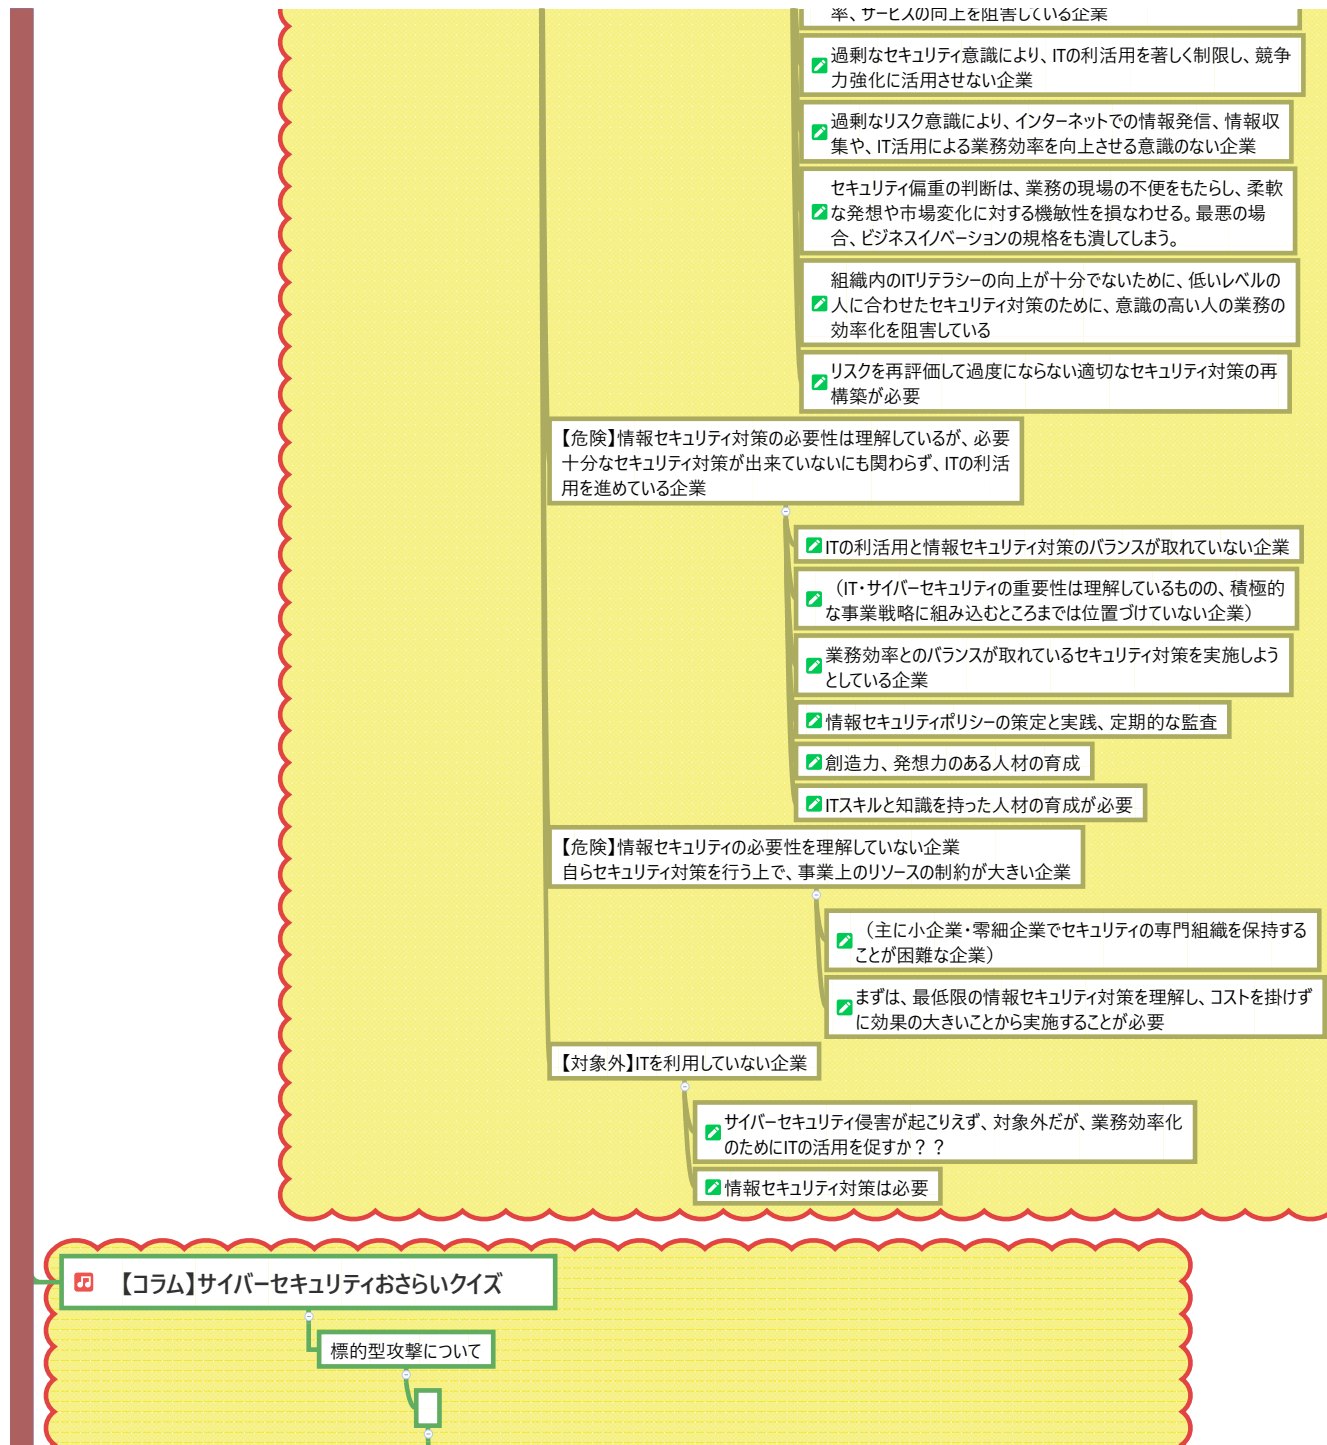 率、サービスの向上を阻害している企業
過剰なセキュリティ意識により、ITの利活用を著しく制限し、競争
力強化に活用させない企業
過剰なリスク意識により、インターネットでの情報発信、情報収
集や、IT活用による業務効率を向上させる意識のない企業
セキュリティ偏重の判断は、業務の現場の不便をもたらし、柔軟
な発想や市場変化に対する機敏性を損なわせる。最悪の場
合、ビジネスイノベーションの規格をも潰してしまう。
組織内のITリテラシーの向上が十分でないために、低いレベルの
人に合わせたセキュリティ対策のために、意識の高い人の業務の
効率化を阻害している
リスクを再評価して過度にならない適切なセキュリティ対策の再
構築が必要
【危険】情報セキュリティ対策の必要性は理解しているが、必要
十分なセキュリティ対策が出来ていないにも関わらず、ITの利活
用を進めている企業
ITの利活用と情報セキュリティ対策のバランスが取れていない企業
（IT・サイバーセキュリティの重要性は理解しているものの、積極的
な事業戦略に組み込むところまでは位置づけていない企業）
業務効率とのバランスが取れているセキュリティ対策を実施しよう
としている企業
情報セキュリティポリシーの策定と実践、定期的な監査
創造力、発想力のある人材の育成
ITスキルと知識を持った人材の育成が必要
【危険】情報セキュリティの必要性を理解していない企業
自らセキュリティ対策を行う上で、事業上のリソースの制約が大きい企業
（主に小企業・零細企業でセキュリティの専門組織を保持する
ことが困難な企業）
まずは、最低限の情報セキュリティ対策を理解し、コストを掛けず
に効果の大きいことから実施することが必要
【対象外】ITを利用していない企業
サイバーセキュリティ侵害が起こりえず、対象外だが、業務効率化
のためにITの活用を促すか？？
情報セキュリティ対策は必要
【コラム】サイバーセキュリティおさらいクイズ
標的型攻撃について